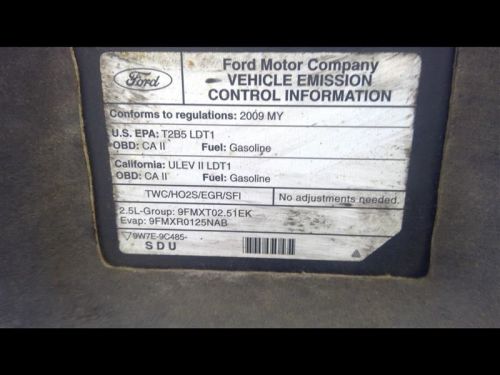 Ford
Ford Motor Company
VEHICLE EMISSION
CONTROL INFORMATION
Conforms to regulations: 2009 MY
U.S. EPA: T2B5 LDT1
OBD: CA II Fuel: Gasoline
California: ULEV II LDT1
OBD: CA II Fuel: Gasoline
TWC/HO2S/EGR/SFI No adjustments needed.
2.5L-Group: 9FMXT02.51EK
Evap: 9FMXR0125NAB
9W7E-9C485-
SDU